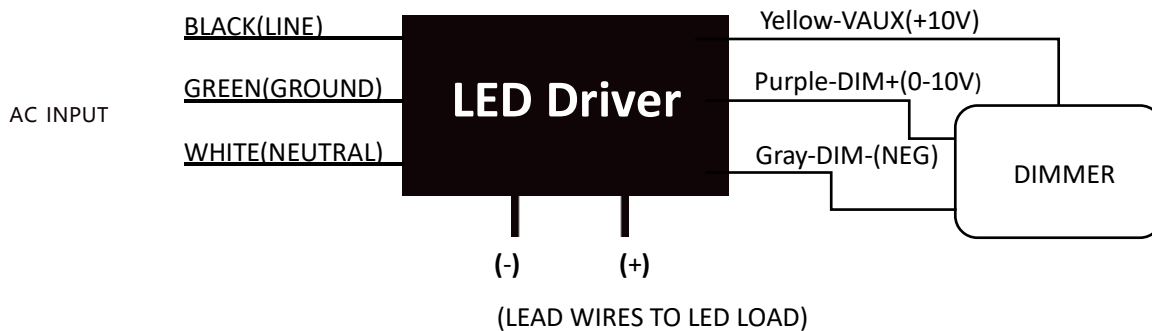 BLACK(LINE)
GREEN(GROUND)
AC INPUT
WHITE(NEUTRAL)
LED Driver
Yellow-VAUX(+10V)
Purple-DIM+(0-10V)
Gray-DIM-(NEG)
DIMMER
(-) (+)
(LEAD WIRES TO LED LOAD)